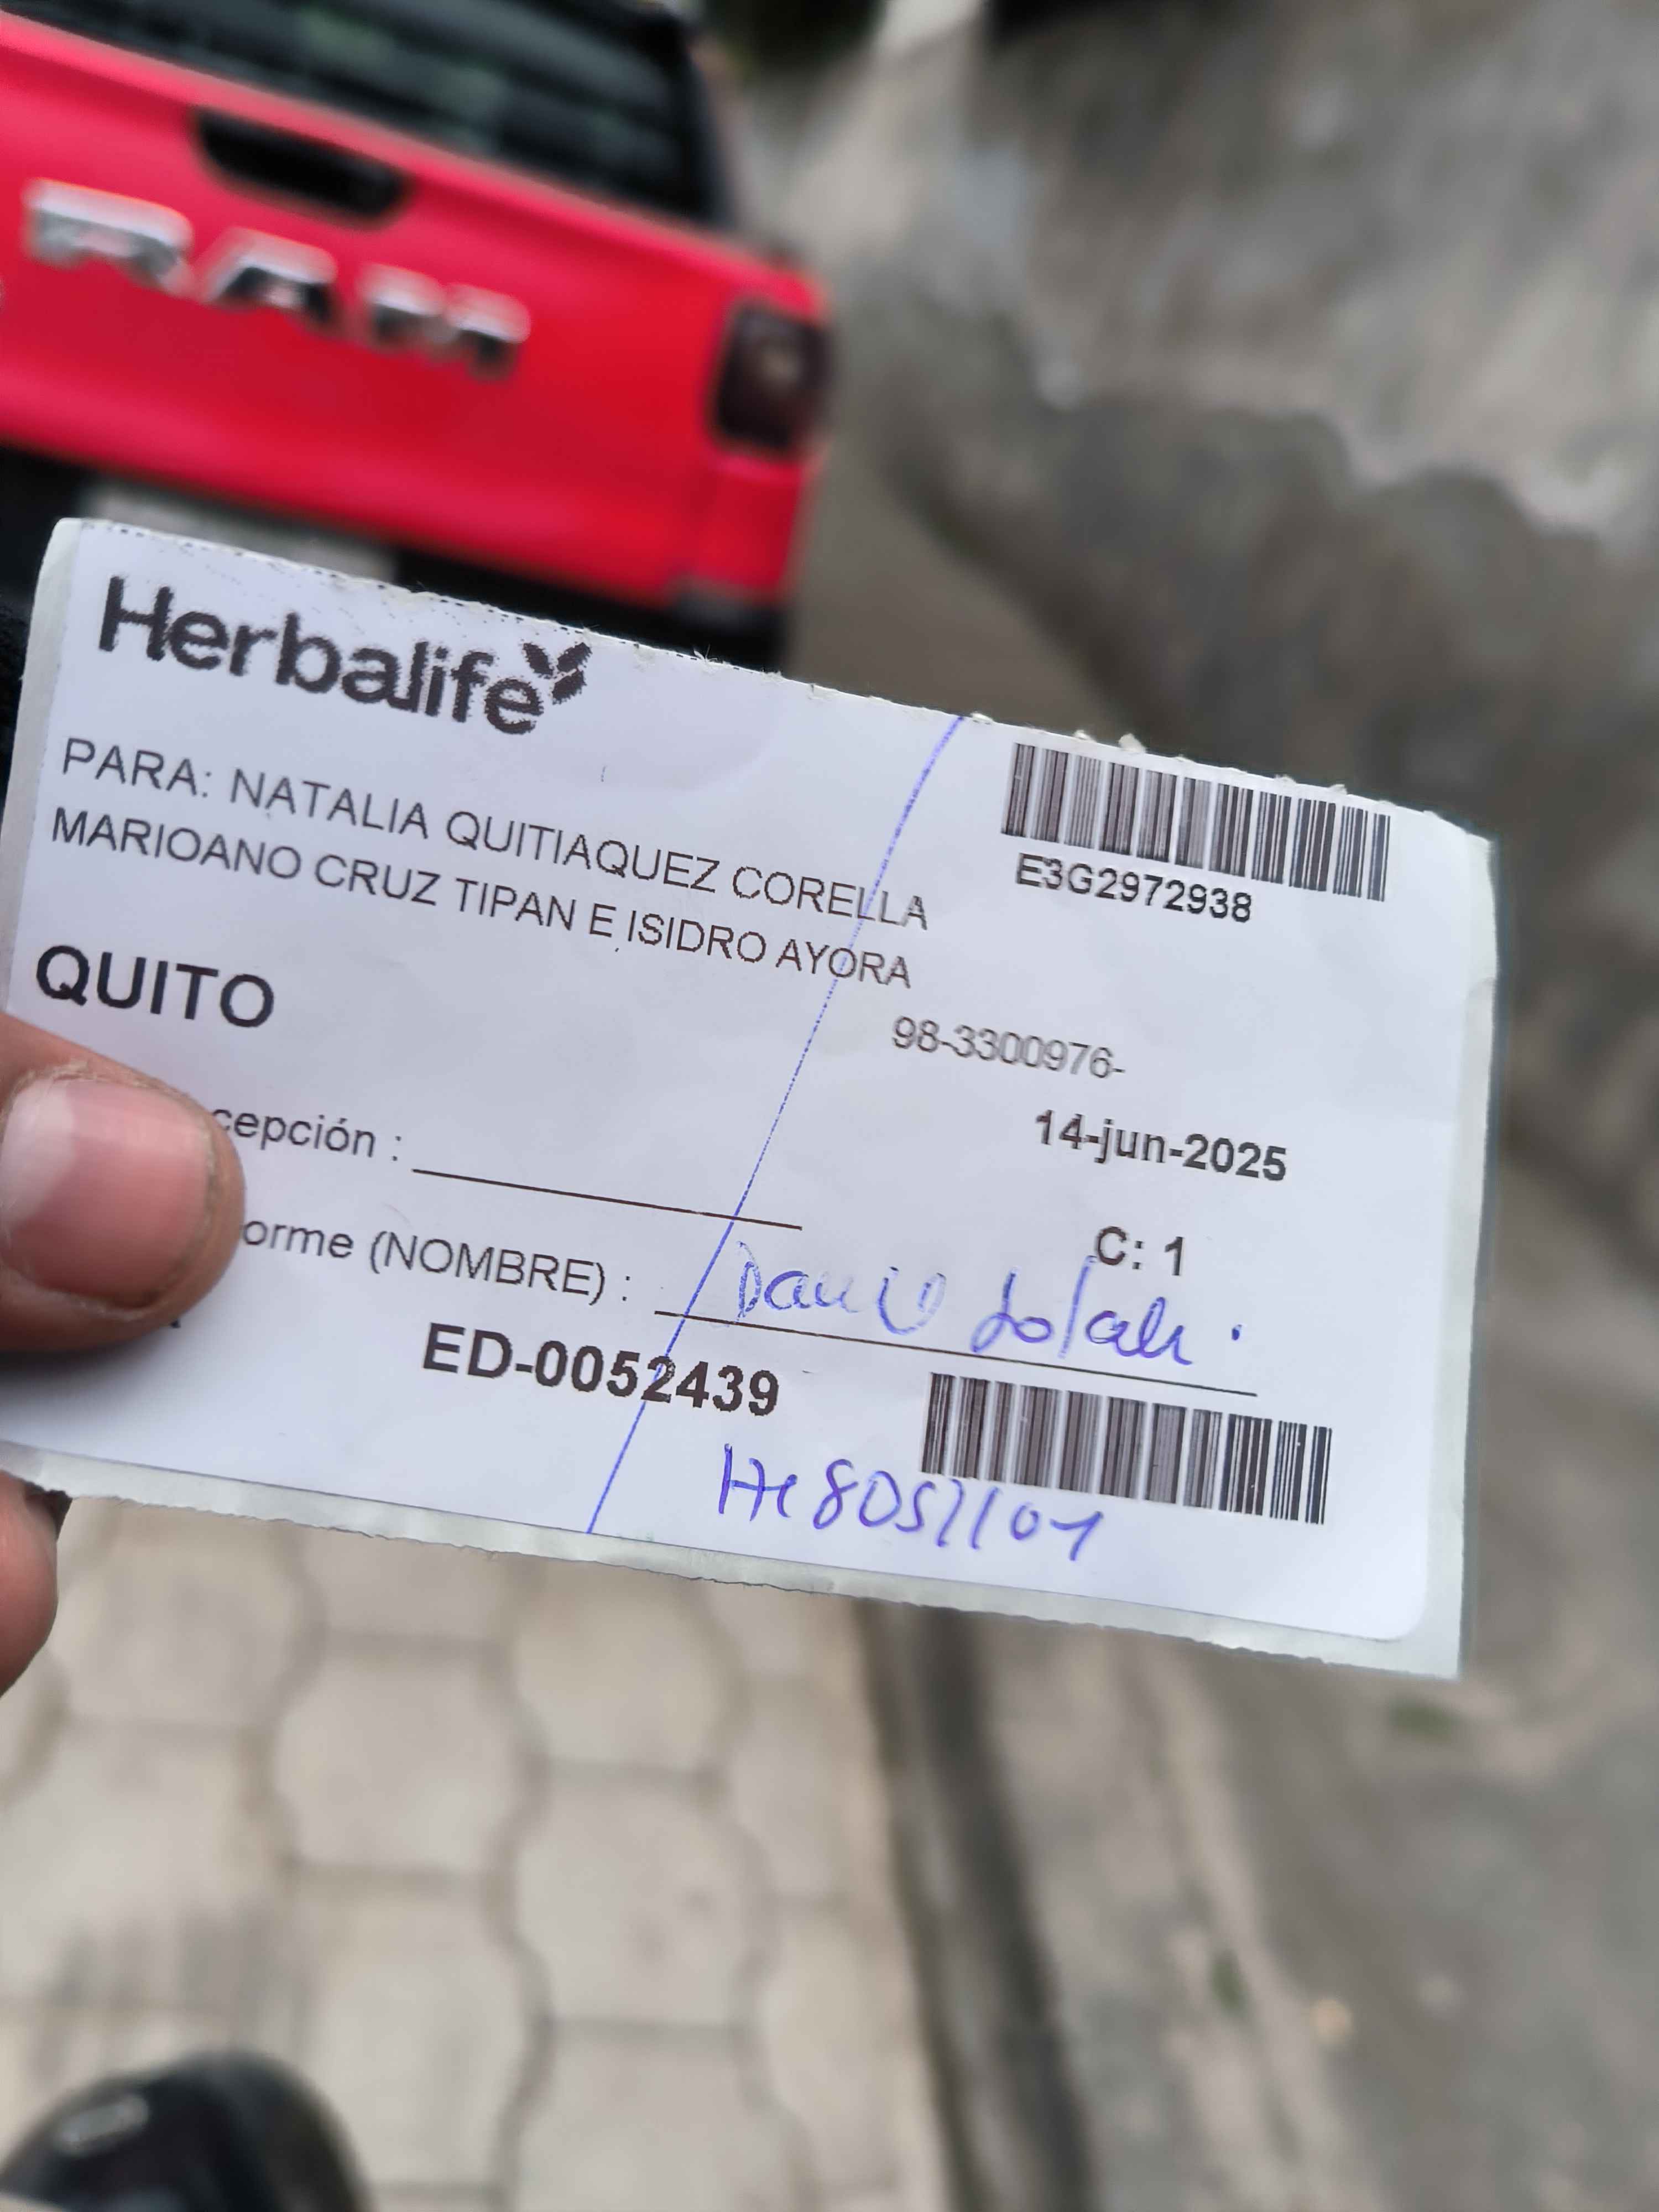 RAM
Herbalife
PARA: NATALIA QUITIAQUEZ CORELLA
MARIOANO CRUZ TIPAN E ISIDRO AYORA
E3G2972938
QUITO
98-3300976-
14-jun-2025
cepción :
C: 1
orme (NOMBRE) :
ED-0052439